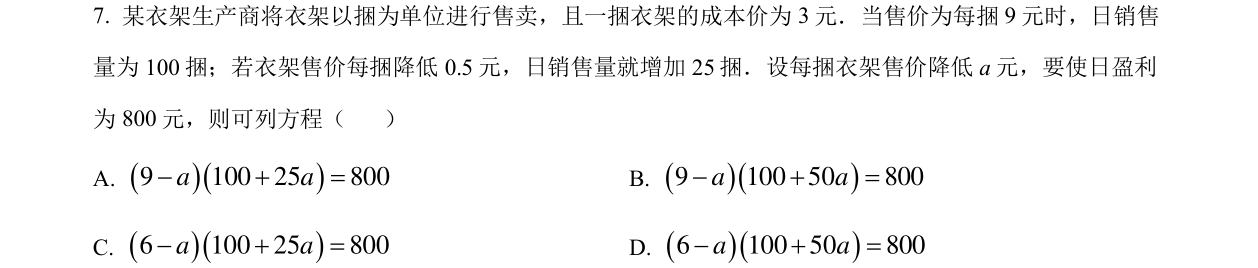 7. 某衣架生产商将衣架以捆为单位进行售卖，且一捆衣架的成本价为 3 元．当售价为每捆 9 元时，日销售
量为 100 捆；若衣架售价每捆降低 0.5 元，日销售量就增加 25 捆．设每捆衣架售价降低 a 元，要使日盈利
为 800 元，则可列方程（　　）
A. (9−a)(100+25a)=800 B. (9−a)(100+50a)=800
C. (6−a)(100+25a)=800 D. (6−a)(100+50a)=800